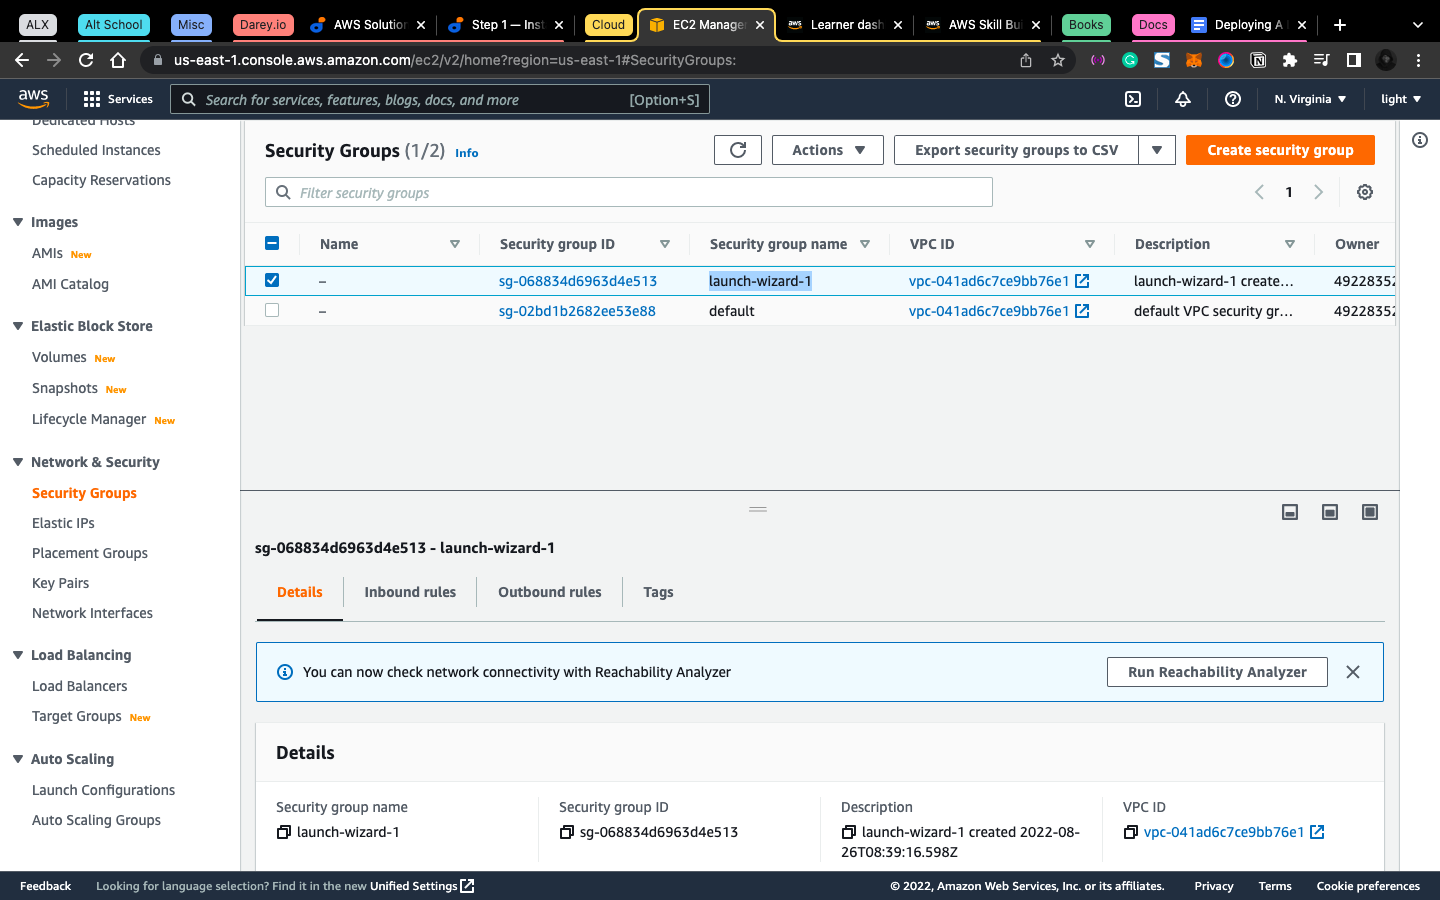 ALX Alt School Misc Darey.io AWS Solution Step 1 — Inst Cloud EC2 Manage Learner dash AWS Skill Bui Books Docs Deploying A
us-east-1.console.aws.amazon.com/ec2/v2/home?region=us-east-1#SecurityGroups:
aws Services Search for services, features, blogs, docs, and more [Option+S] N. Virginia light
Dedicated Hosts
Scheduled Instances
Capacity Reservations
Images
AMIs New
AMI Catalog
Elastic Block Store
Volumes New
Snapshots New
Lifecycle Manager New
Network & Security
Security Groups
Elastic IPs
Placement Groups
Key Pairs
Network Interfaces
Load Balancing
Load Balancers
Target Groups New
Auto Scaling
Launch Configurations
Auto Scaling Groups
Security Groups (1/2) Info Actions Export security groups to CSV Create security group
Filter security groups 1
Name Security group ID Security group name VPC ID Description Owner
– sg-068834d6963d4e513 launch-wizard-1 vpc-041ad6c7ce9bb76e1 launch-wizard-1 create... 49228352
– sg-02bd1b2682ee53e88 default vpc-041ad6c7ce9bb76e1 default VPC security gr... 49228352
sg-068834d6963d4e513 - launch-wizard-1
Details Inbound rules Outbound rules Tags
You can now check network connectivity with Reachability Analyzer Run Reachability Analyzer
Details
Security group name Security group ID Description VPC ID
launch-wizard-1 sg-068834d6963d4e513 launch-wizard-1 created 2022-08- vpc-041ad6c7ce9bb76e1
26T08:39:16.598Z
Feedback Looking for language selection? Find it in the new Unified Settings © 2022, Amazon Web Services, Inc. or its affiliates. Privacy Terms Cookie preferences